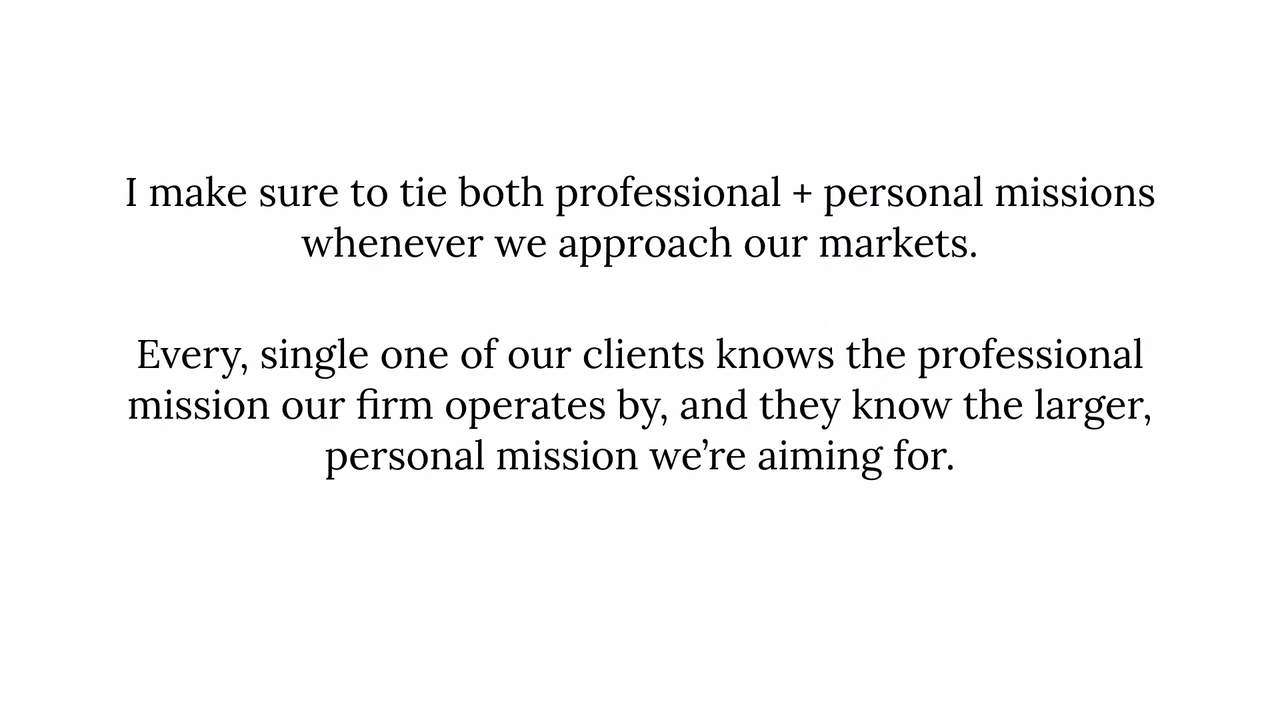 I make sure to tie both professional + personal missions
whenever we approach our markets.
Every, single one of our clients knows the professional
mission our firm operates by, and they know the larger,
personal mission we’re aiming for.